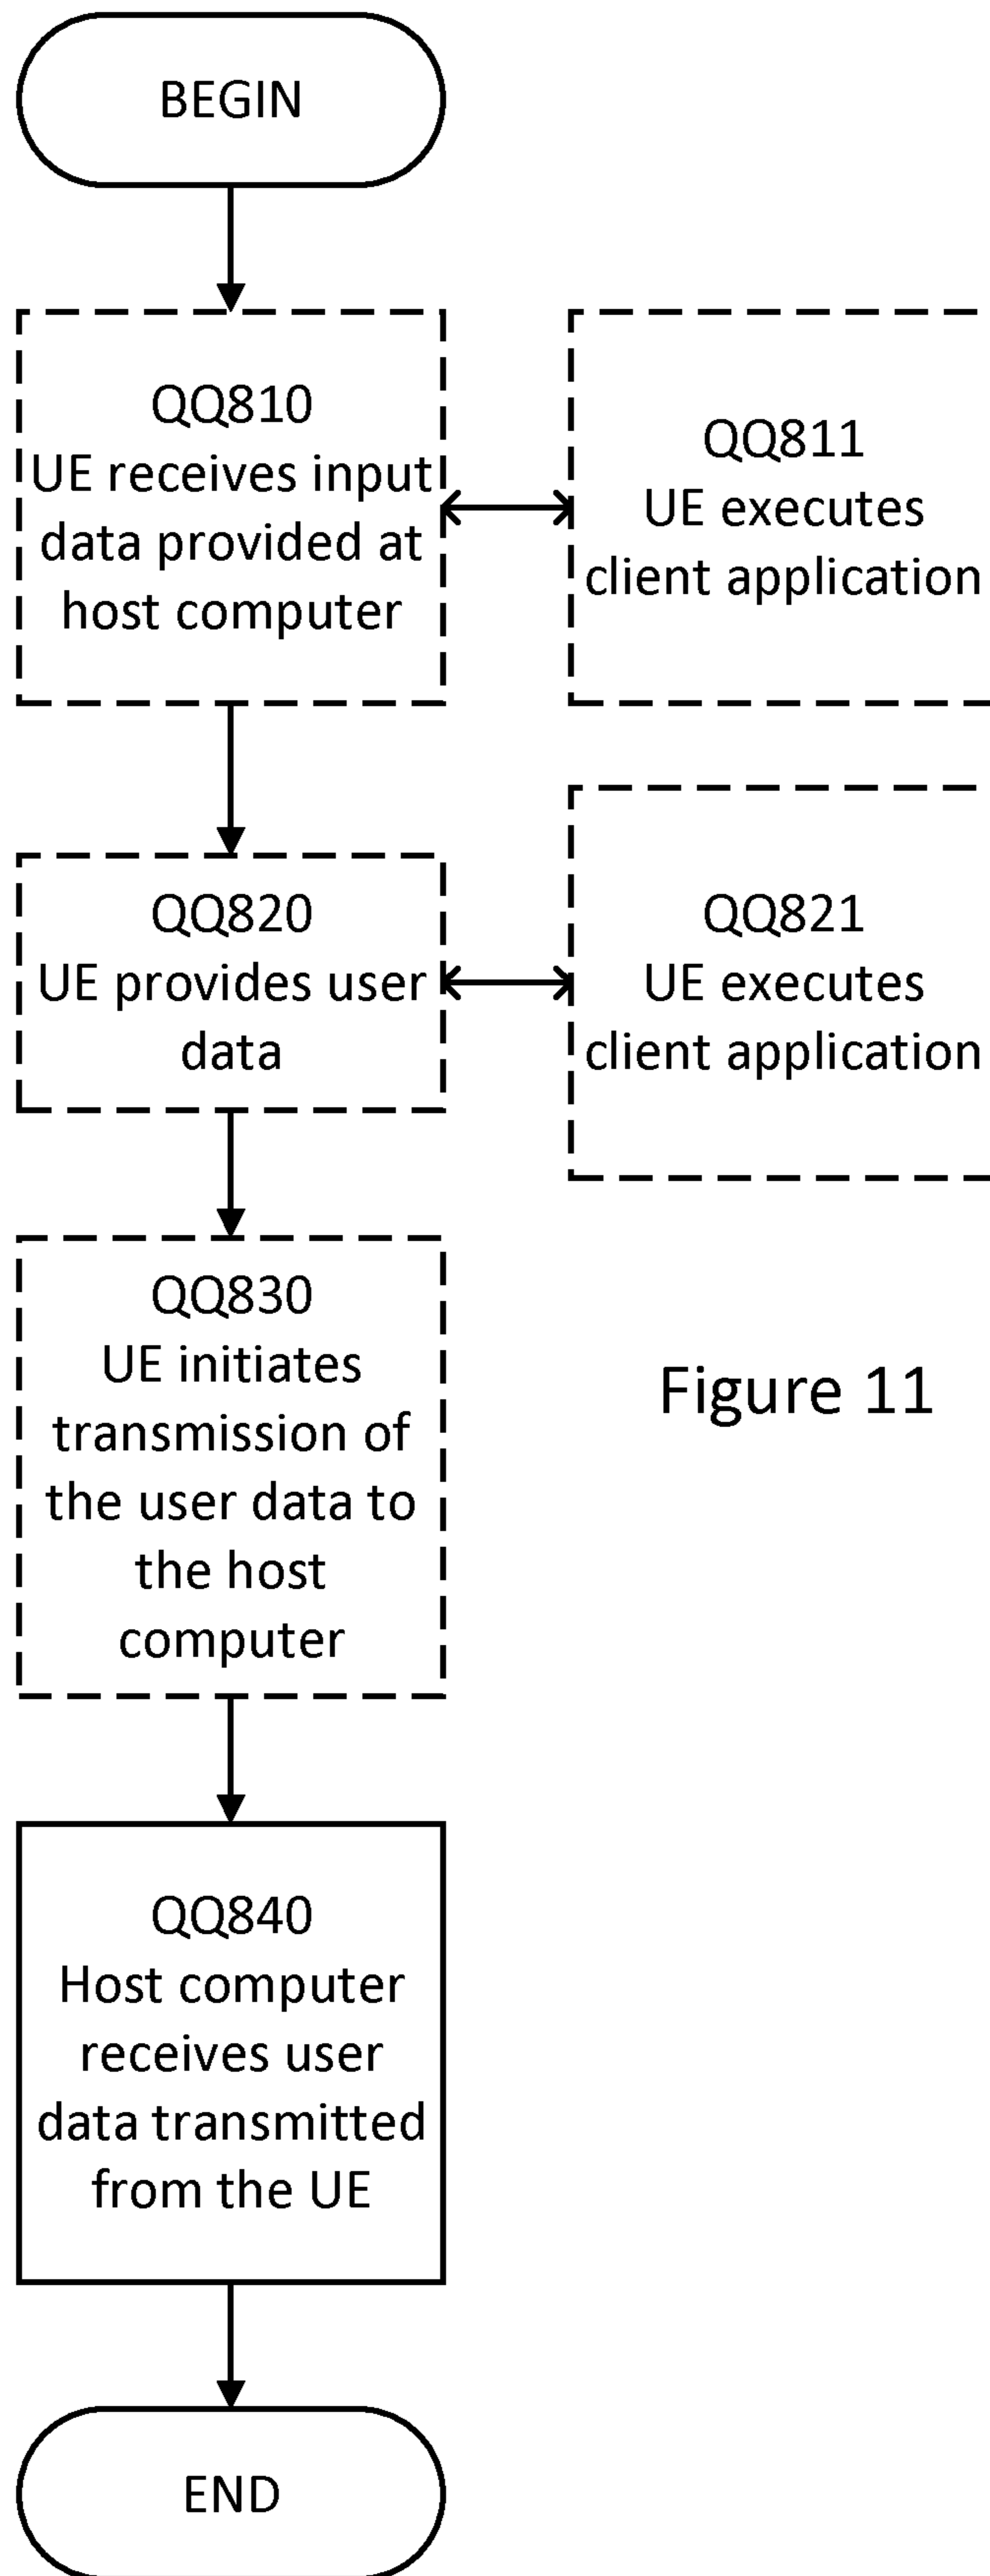 BEGIN
QQ810
UE receives input
data provided at
host computer
QQ811
UE executes
client application
QQ820
UE provides user
data
QQ821
UE executes
client application
QQ830
UE initiates
transmission of
the user data to
the host
computer
Figure 11
QQ840
Host computer
receives user
data transmitted
from the UE
END